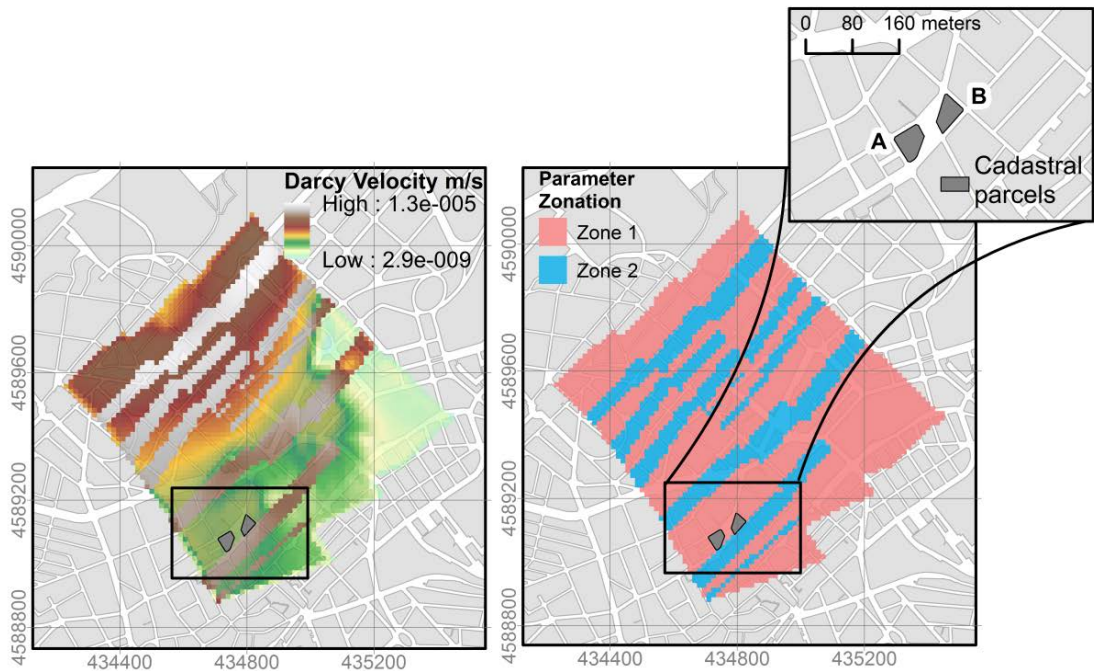 0 80 160 meters
B
A
Cadastral
parcels
Darcy Velocity m/s
High : 1.3e-005
Low : 2.9e-009
Parameter
Zonation
Zone 1
Zone 2
4590000
4589600
4589200
4588800
434400 434800 435200
4590000
4589600
4589200
4588800
434400 434800 435200